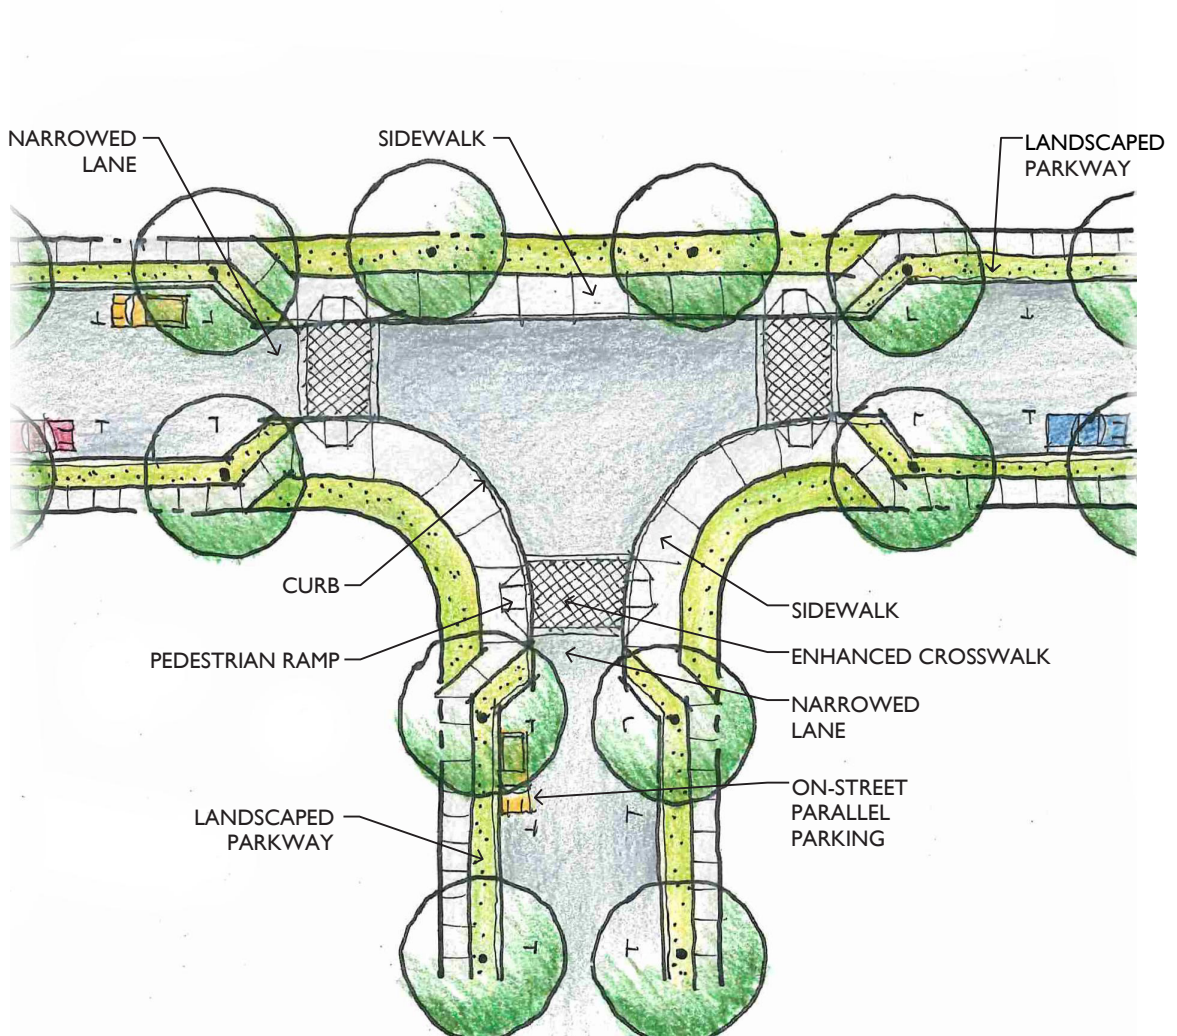 NARROWED
LANE
SIDEWALK
LANDSCAPED
PARKWAY
CURB
SIDEWALK
PEDESTRIAN RAMP
ENHANCED CROSSWALK
NARROWED
LANE
ON-STREET
PARALLEL
PARKING
LANDSCAPED
PARKWAY